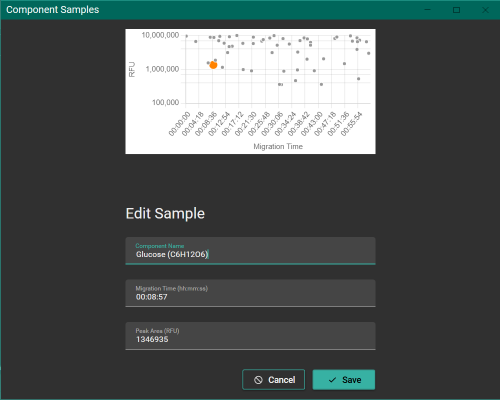 Component Samples
10,000,000
1,000,000
100,000
RFU
00:00:00
00:04:18
00:08:36
00:12:54
00:17:12
00:21:30
00:25:48
00:30:06
00:34:24
00:38:42
00:43:00
00:47:18
00:51:36
00:55:54
Migration Time
Edit Sample
Component Name
Glucose (C6H12O6)
Migration Time (hh:mm:ss)
00:08:57
Peak Area (RFU)
1346935
Cancel
Save